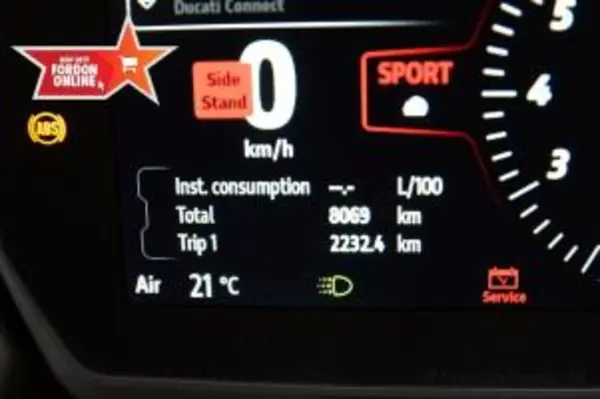 Ducati Connect
FORDON
ONLINE
Side
Stand
0
km/h
SPORT
5
4
3
ABS
Inst. consumption --.- L/100
Total 8069 km
Trip 1 2232.4 km
Air 21 °C
Service